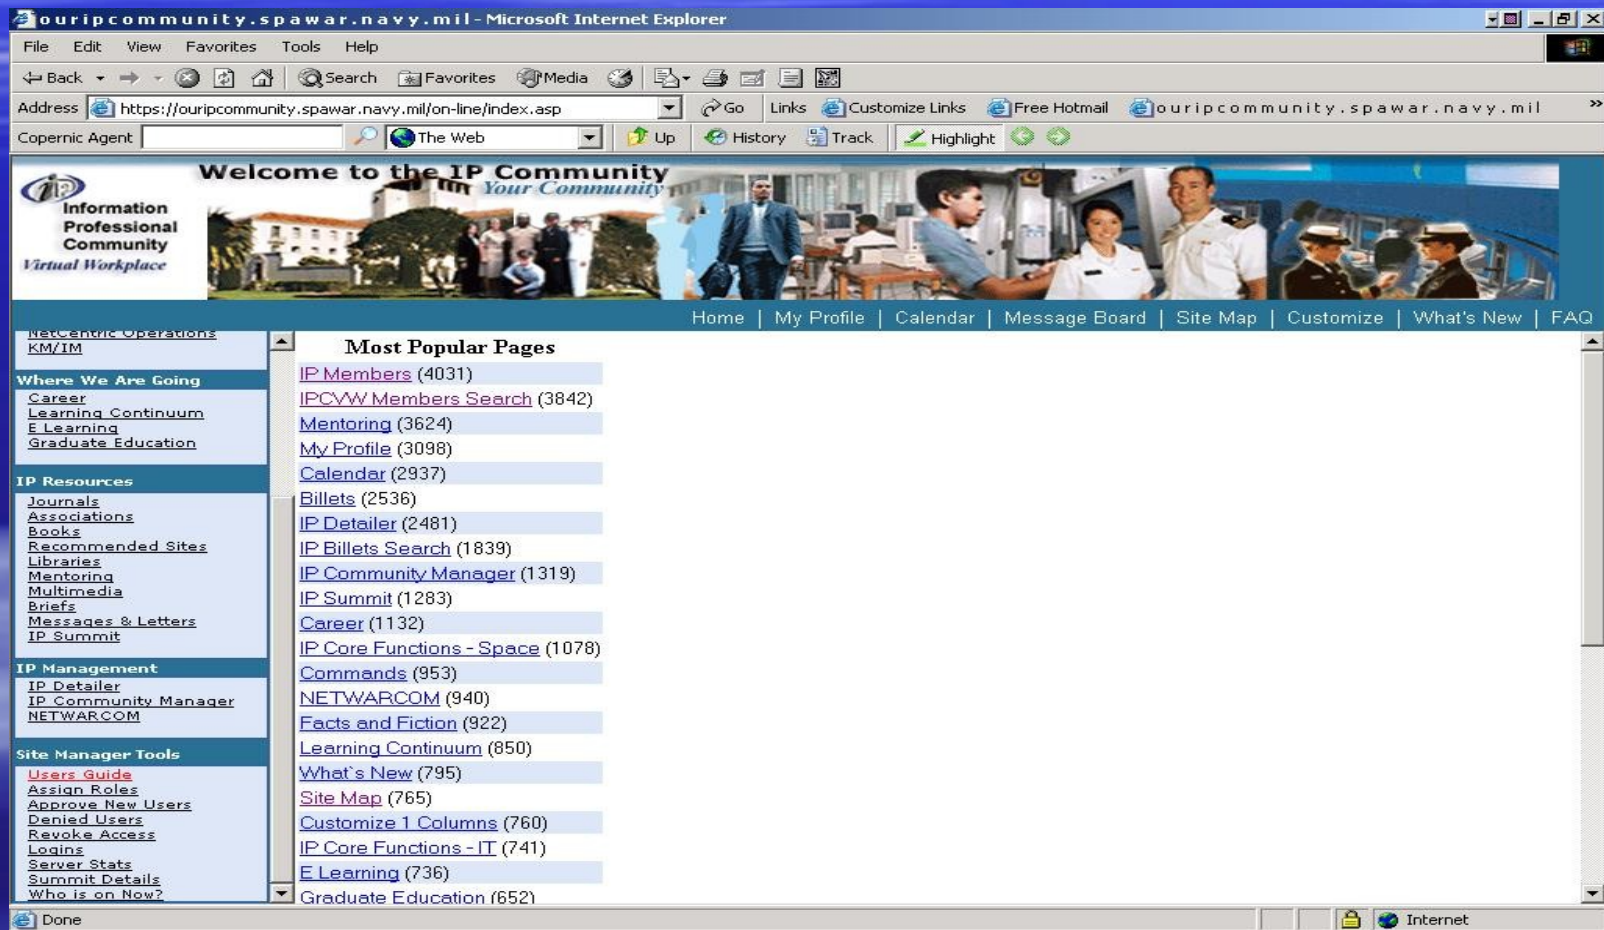 ouripcommunity.spawar.navy.mil - Microsoft Internet Explorer
File Edit View Favorites Tools Help
Back Search Favorites Media
Address https://ouripcommunity.spawar.navy.mil/on-line/index.asp Go Links Customize Links Free Hotmail ouripcommunity.spawar.navy.mil »
Copernic Agent The Web Up History Track Highlight
Welcome to the IP Community
Your Community
Information
Professional
Community
Virtual Workplace
Home | My Profile | Calendar | Message Board | Site Map | Customize | What's New | FAQ
NetCentric Operations
KM/IM
Where We Are Going
Career
Learning Continuum
E Learning
Graduate Education
IP Resources
Journals
Associations
Books
Recommended Sites
Libraries
Mentoring
Multimedia
Briefs
Messages & Letters
IP Summit
IP Management
IP Detailer
IP Community Manager
NETWARCOM
Site Manager Tools
Users Guide
Assign Roles
Approve New Users
Denied Users
Revoke Access
Logins
Server Stats
Summit Details
Who is on Now?
Most Popular Pages
IP Members (4031)
IPCVW Members Search (3842)
Mentoring (3624)
My Profile (3098)
Calendar (2937)
Billets (2536)
IP Detailer (2481)
IP Billets Search (1839)
IP Community Manager (1319)
IP Summit (1283)
Career (1132)
IP Core Functions - Space (1078)
Commands (953)
NETWARCOM (940)
Facts and Fiction (922)
Learning Continuum (850)
What`s New (795)
Site Map (765)
Customize 1 Columns (760)
IP Core Functions - IT (741)
E Learning (736)
Graduate Education (652)
Done Internet